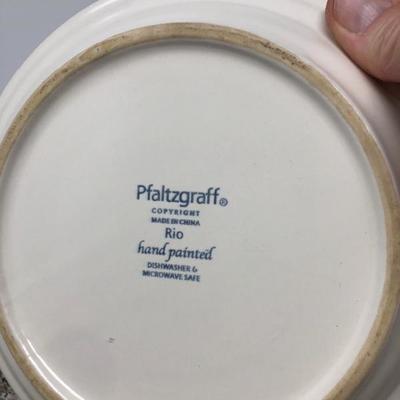 Pfaltzgraff®
COPYRIGHT
MADE IN CHINA
Rio
hand painted
DISHWASHER &
MICROWAVE SAFE